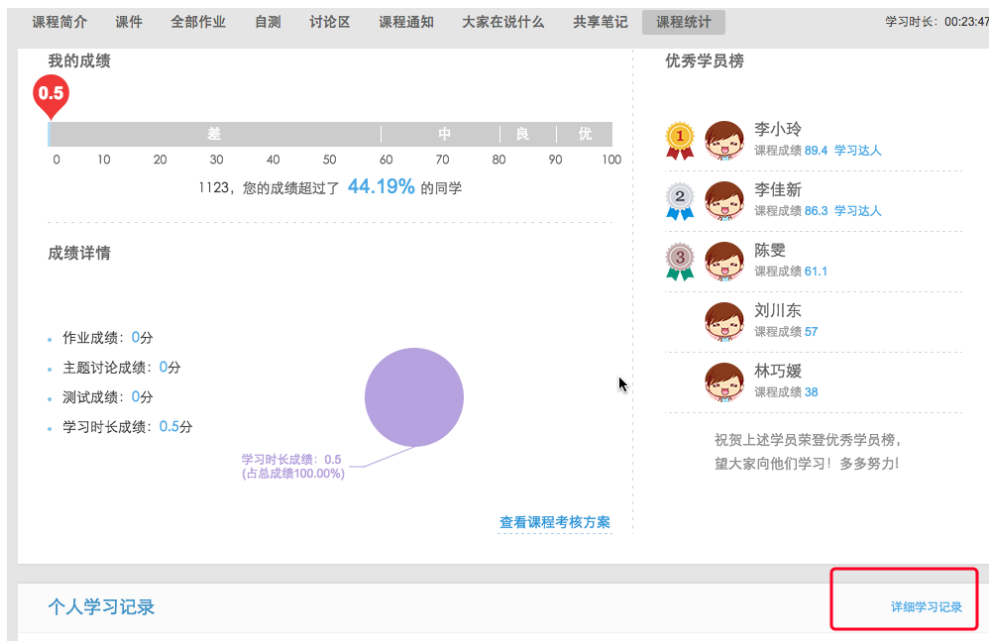 课程简介 课件 全部作业 自测 讨论区 课程通知 大家在说什么 共享笔记 课程统计 学习时长：00:23:47
我的成绩
0.5
差 中 良 优
0 10 20 30 40 50 60 70 80 90 100
1123，您的成绩超过了 44.19% 的同学
成绩详情
作业成绩：0分
主题讨论成绩：0分
测试成绩：0分
学习时长成绩：0.5分
学习时长成绩：0.5
(占总成绩100.00%)
查看课程考核方案
优秀学员榜
1 李小玲
课程成绩 89.4 学习达人
2 李佳新
课程成绩 86.3 学习达人
3 陈雯
课程成绩 61.1
刘川东
课程成绩 57
林巧媛
课程成绩 38
祝贺上述学员荣登优秀学员榜，
望大家向他们学习！多多努力!
个人学习记录 详细学习记录